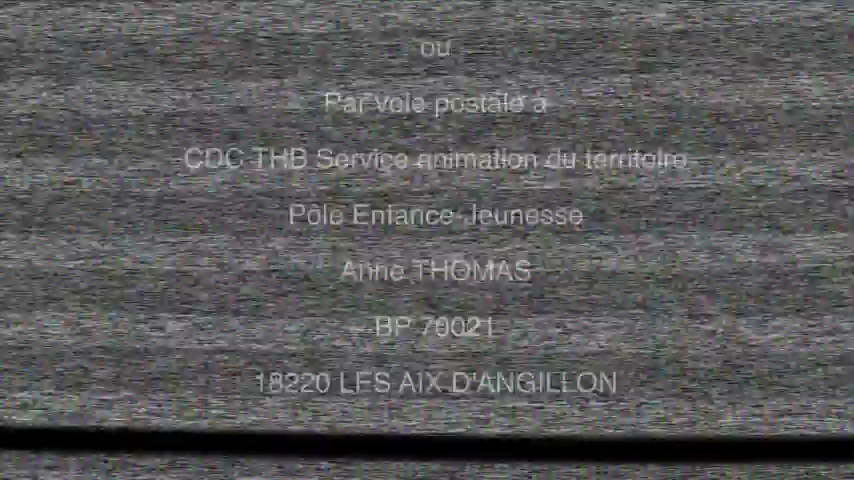 ou
Par voie postale à
CDC THB Service animation du territoire
Pôle Enfance-Jeunesse
Anne THOMAS
BP 70021
18220 LES AIX D'ANGILLON